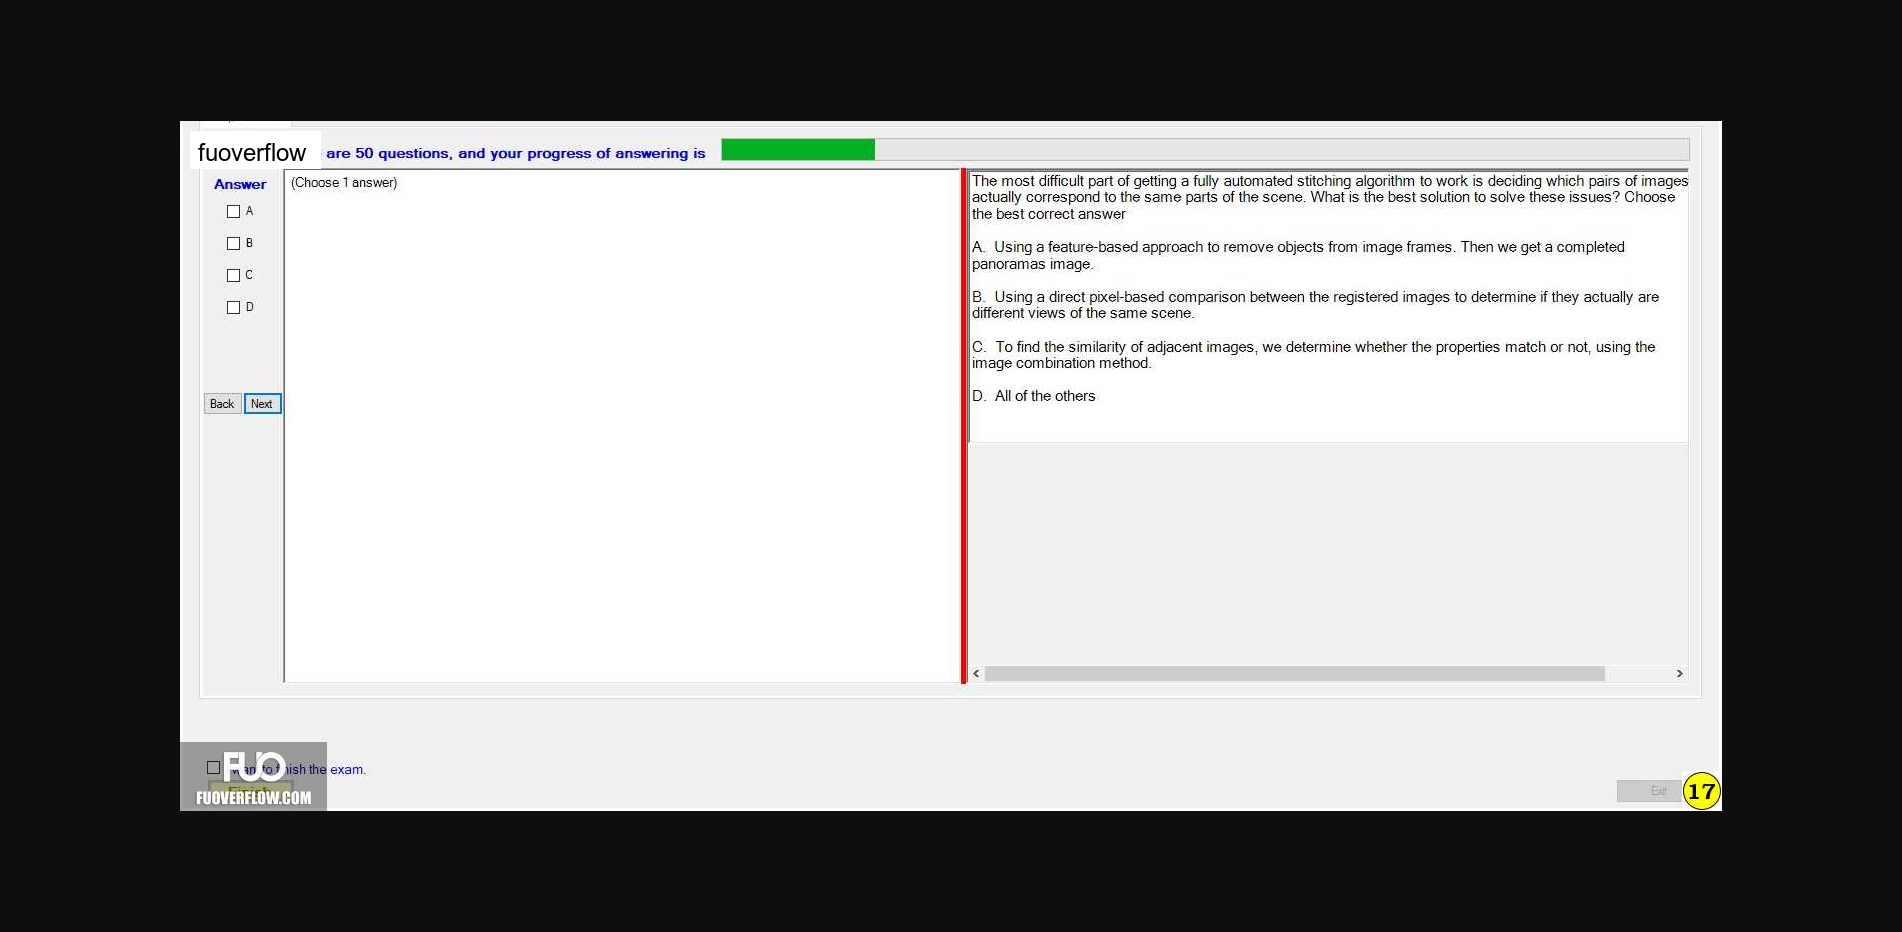 fuoverflow are 50 questions, and your progress of answering is
Answer
A
B
C
D
Back Next
(Choose 1 answer)
The most difficult part of getting a fully automated stitching algorithm to work is deciding which pairs of images
actually correspond to the same parts of the scene. What is the best solution to solve these issues? Choose
the best correct answer
A. Using a feature-based approach to remove objects from image frames. Then we get a completed
panoramas image.
B. Using a direct pixel-based comparison between the registered images to determine if they actually are
different views of the same scene.
C. To find the similarity of adjacent images, we determine whether the properties match or not, using the
image combination method.
D. All of the others
FUO
want to finish the exam.
Finish
FUOVERFLOW.COM
Exit
17